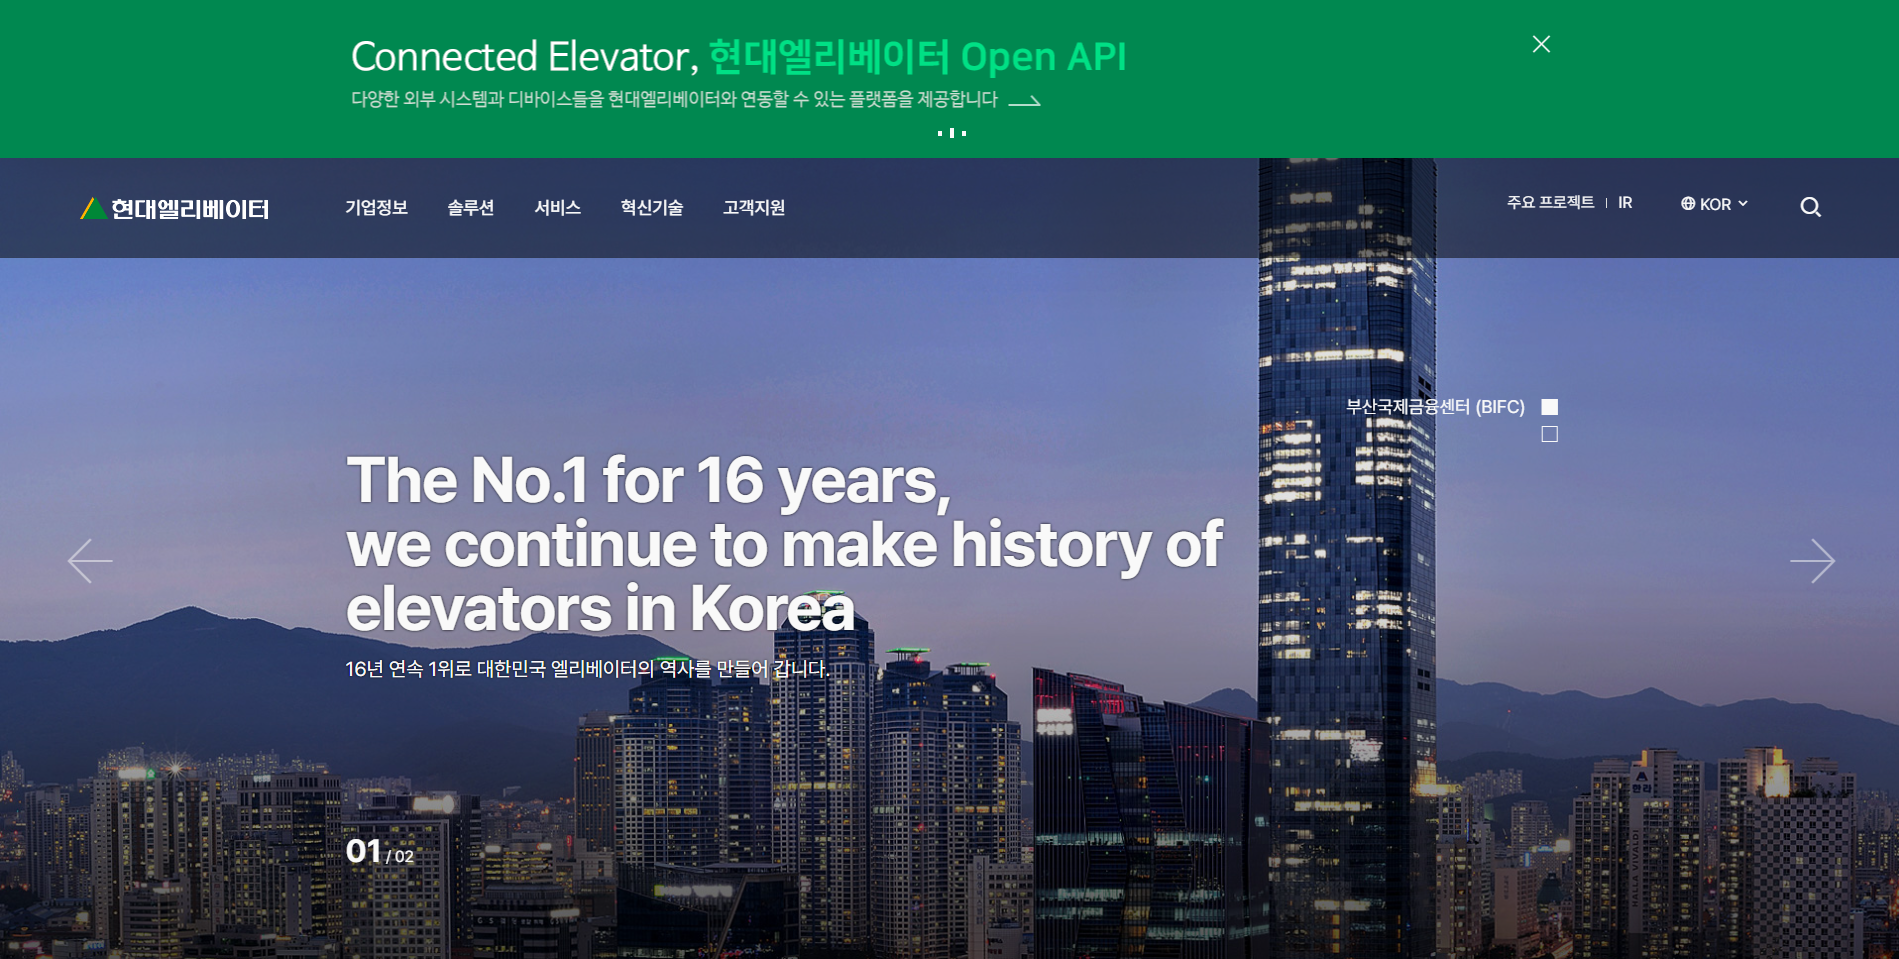 Connected Elevator, 현대엘리베이터 Open API
다양한 외부 시스템과 디바이스들을 현대엘리베이터와 연동할 수 있는 플랫폼을 제공합니다
현대엘리베이터
기업정보 솔루션 서비스 혁신기술 고객지원
주요 프로젝트 IR KOR
부산국제금융센터 (BIFC)
The No.1 for 16 years,
we continue to make history of
elevators in Korea
16년 연속 1위로 대한민국 엘리베이터의 역사를 만들어 갑니다.
한라
HALA VUVADI
01 / 02